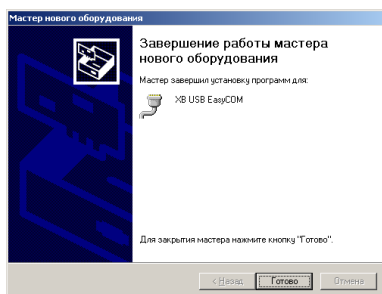 Мастер нового оборудования
Завершение работы мастера
нового оборудования
Мастер завершил установку программ для:
XB USB EasyCOM
Для закрытия мастера нажмите кнопку "Готово".
< Назад
Готово
Отмена